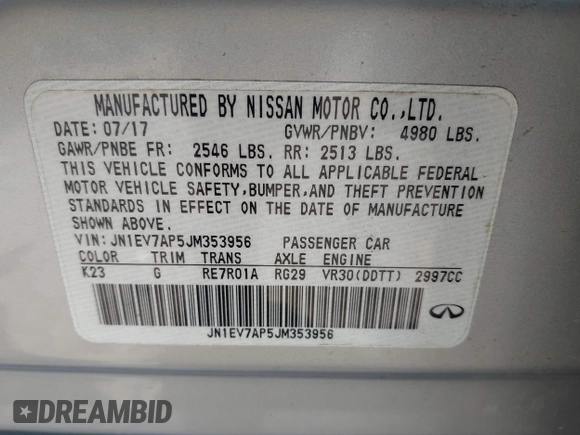 MANUFACTURED BY NISSAN MOTOR CO.,LTD.
DATE: 07/17 GVWR/PNBV: 4980 LBS.
GAWR/PNBE FR: 2546 LBS. RR: 2513 LBS.
THIS VEHICLE CONFORMS TO ALL APPLICABLE FEDERAL
MOTOR VEHICLE SAFETY,BUMPER,AND THEFT PREVENTION
STANDARDS IN EFFECT ON THE DATE OF MANUFACTURE
SHOWN ABOVE.
VIN: JN1EV7AP5JM353956 PASSENGER CAR
COLOR TRIM TRANS AXLE ENGINE
K23 G RE7R01A RG29 VR30(DDTT) 2997CC
JN1EV7AP5JM353956
DREAMBID